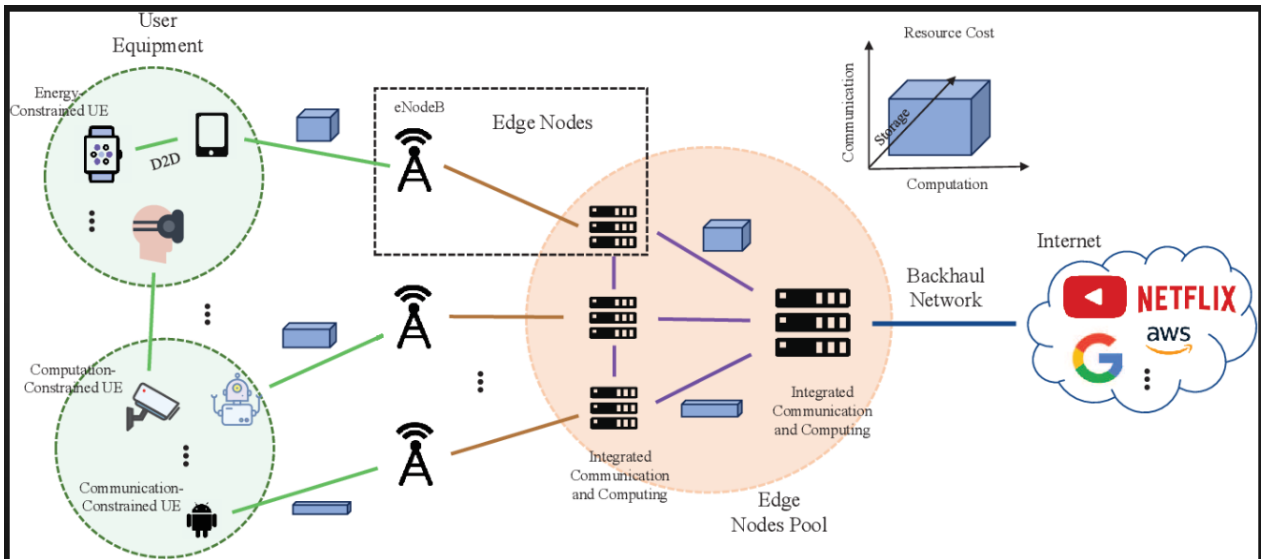 User
Equipment
Energy-
Constrained UE
D2D
eNodeB
Edge Nodes
Resource Cost
Communication
Storage
Computation
Internet
Backhaul
Network
NETFLIX
aws
Computation-
Constrained UE
Integrated
Communication
and Computing
Communication-
Constrained UE
Integrated
Communication
and Computing
Edge
Nodes Pool